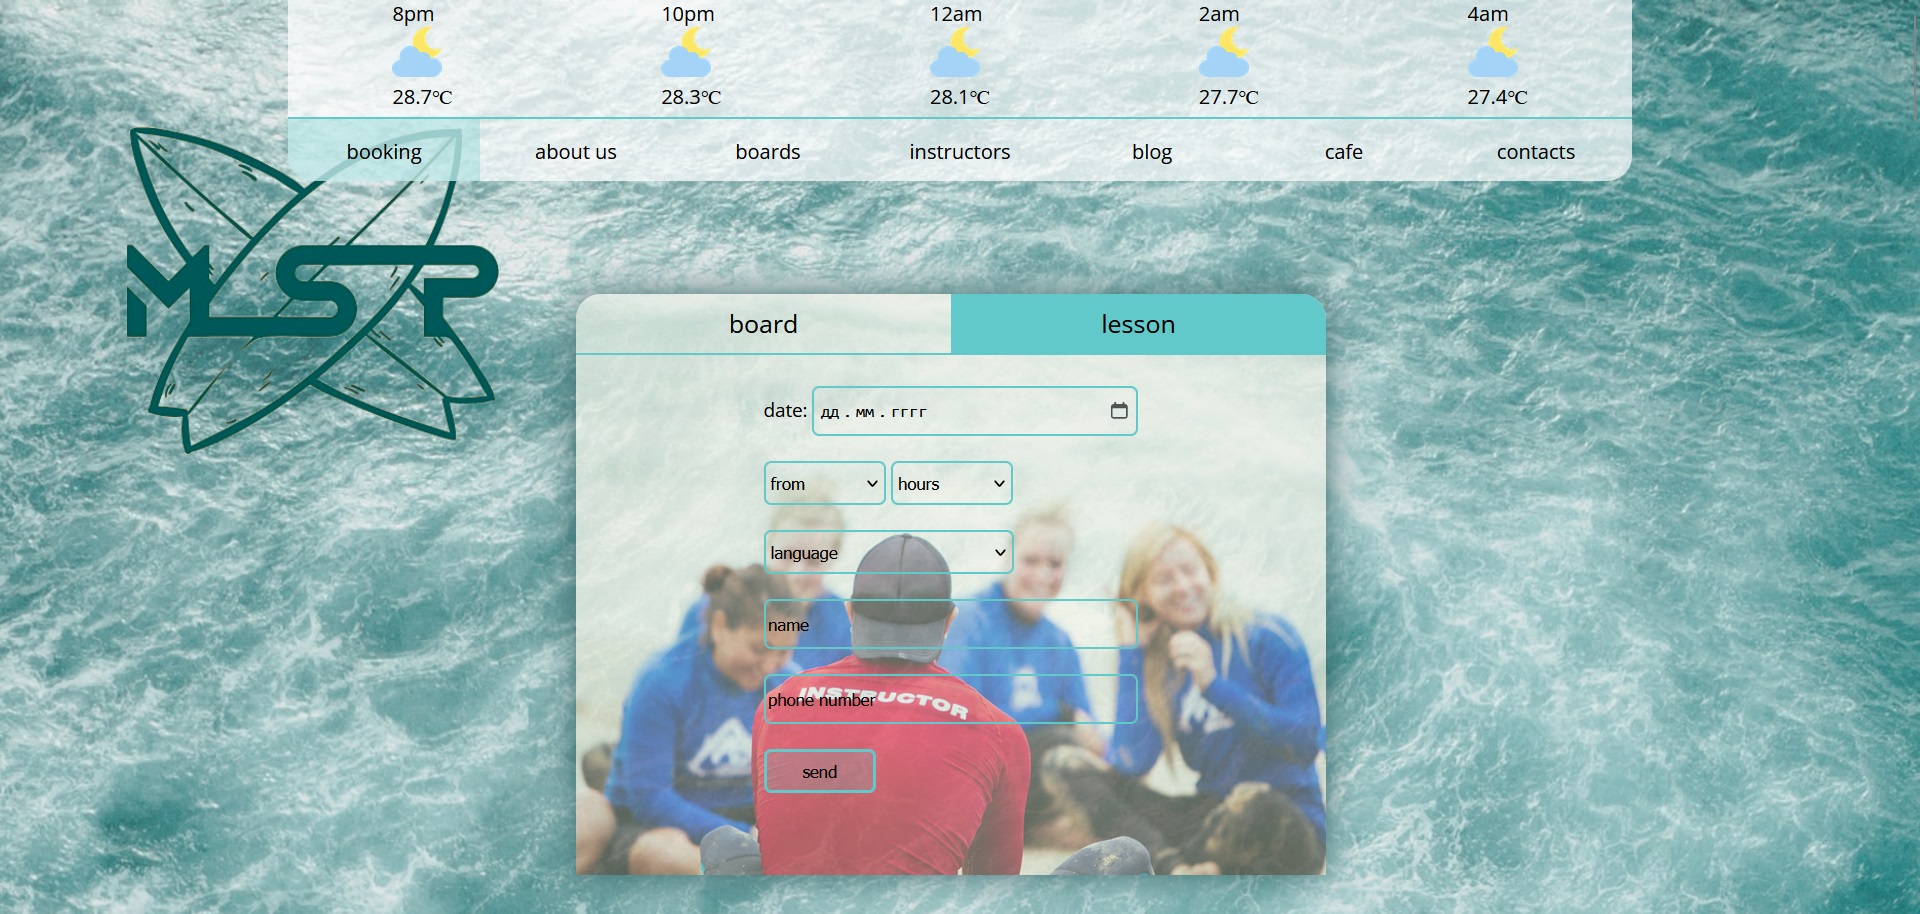 8pm 10pm 12am 2am 4am
28.7℃ 28.3℃ 28.1℃ 27.7℃ 27.4℃
booking about us boards instructors blog cafe contacts
MSP
board lesson
date: дд . мм . гггг
from hours
language
name
INSTRUCTOR
phone number
send